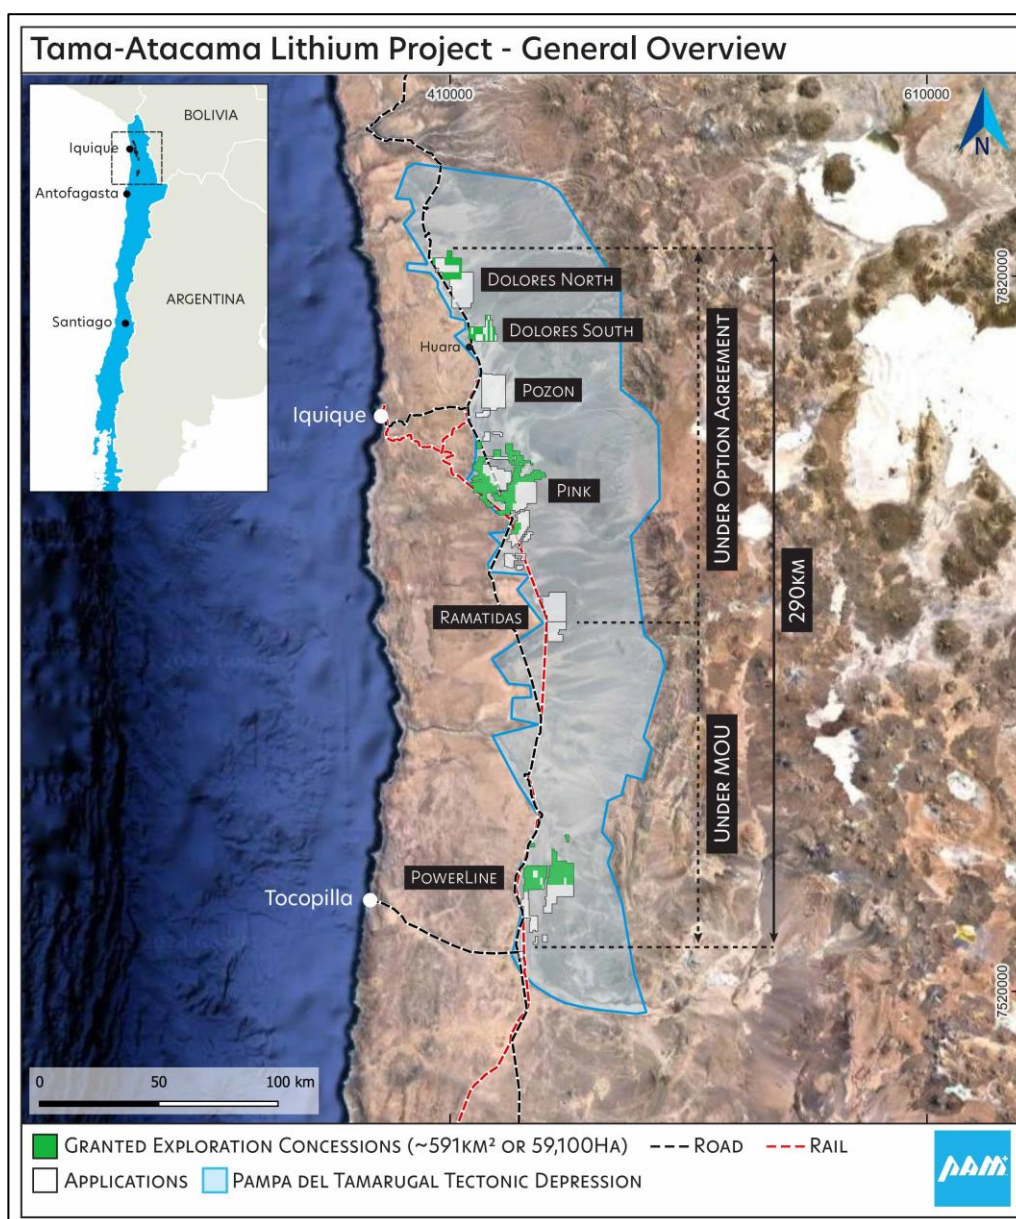 Tama-Atacama Lithium Project - General Overview
410000
610000
BOLIVIA
Iquique
Antofagasta
ARGENTINA
Santiago
N
7820000
DOLORES NORTH
DOLORES SOUTH
Huara
POZON
Iquique
PINK
UNDER OPTION AGREEMENT
290KM
RAMATIDAS
UNDER MOU
POWERLINE
Tocopilla
7520000
0 50 100 km
GRANTED EXPLORATION CONCESSIONS (~591KM² OR 59,100HA) ROAD RAIL
APPLICATIONS PAMPA DEL TAMARUGAL TECTONIC DEPRESSION
PAM+